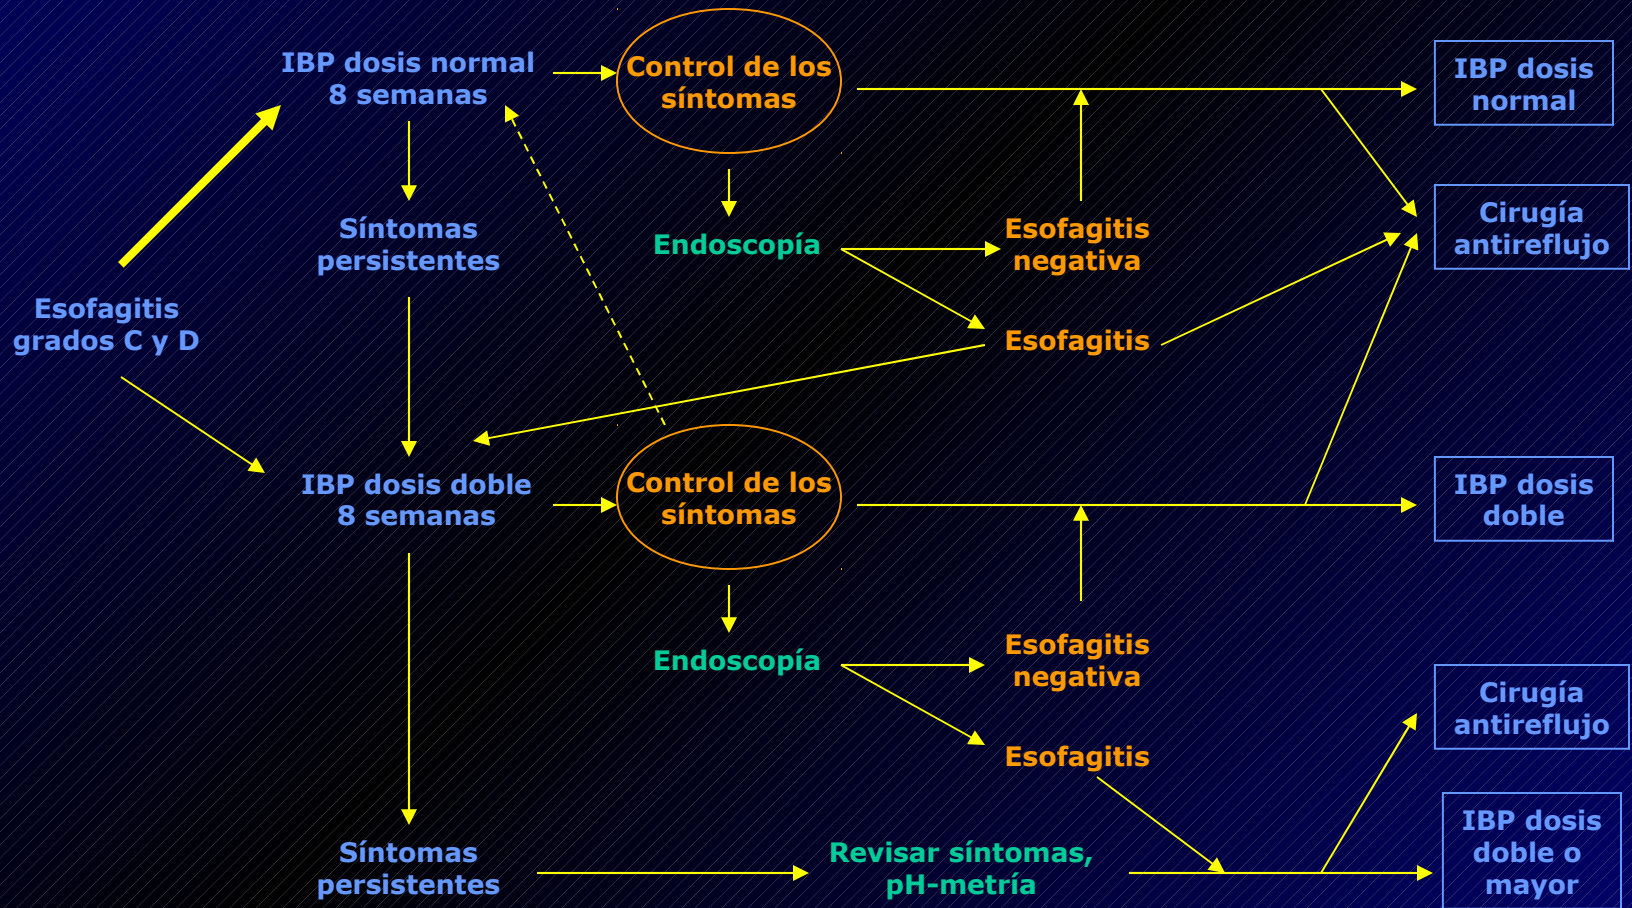 IBP dosis normal
8 semanas
Control de los
síntomas
IBP dosis
normal
Síntomas
persistentes
Endoscopía
Esofagitis
negativa
Cirugía
antireflujo
Esofagitis
grados C y D
Esofagitis
IBP dosis doble
8 semanas
Control de los
síntomas
IBP dosis
doble
Endoscopía
Esofagitis
negativa
Cirugía
antireflujo
Esofagitis
Síntomas
persistentes
Revisar síntomas,
pH-metría
IBP dosis
doble o
mayor